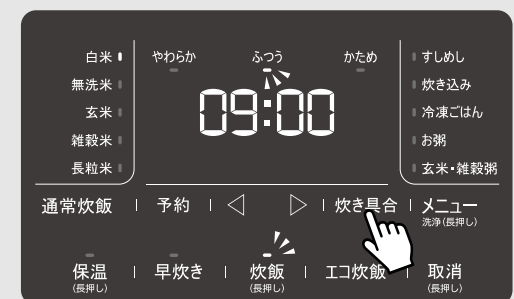 白米 やわらか ふつう かため すしめし
無洗米 炊き込み
玄米 09:00 冷凍ごはん
雑穀米 お粥
長粒米 玄米・雑穀粥
通常炊飯 予約 炊き具合 メニュー
洗浄(長押し)
保温 早炊き 炊飯 エコ炊飯 取消
(長押し) (長押し) (長押し)